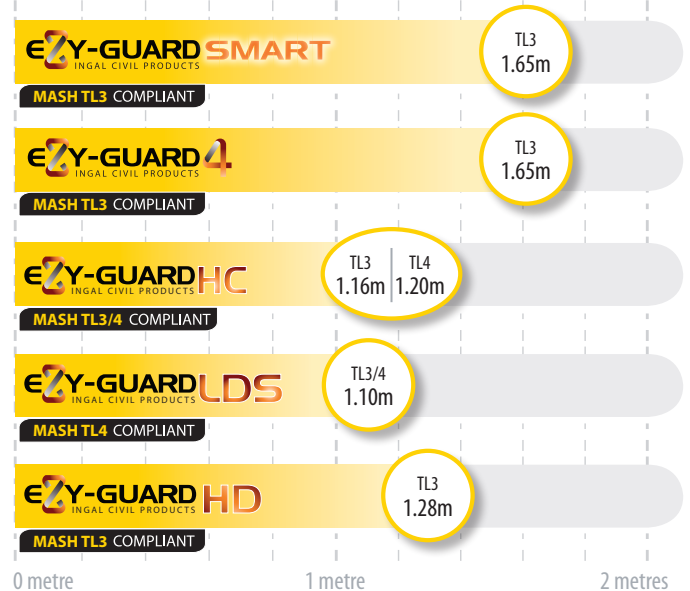 EZY-GUARD SMART
INGAL CIVIL PRODUCTS
TL3
1.65m
MASH TL3 COMPLIANT
EZY-GUARD 4
INGAL CIVIL PRODUCTS
TL3
1.65m
MASH TL3 COMPLIANT
EZY-GUARD HC
INGAL CIVIL PRODUCTS
TL3 TL4
1.16m 1.20m
MASH TL3/4 COMPLIANT
EZY-GUARD LDS
INGAL CIVIL PRODUCTS
TL3/4
1.10m
MASH TL4 COMPLIANT
EZY-GUARD HD
INGAL CIVIL PRODUCTS
TL3
1.28m
MASH TL3 COMPLIANT
0 metre 1 metre 2 metres